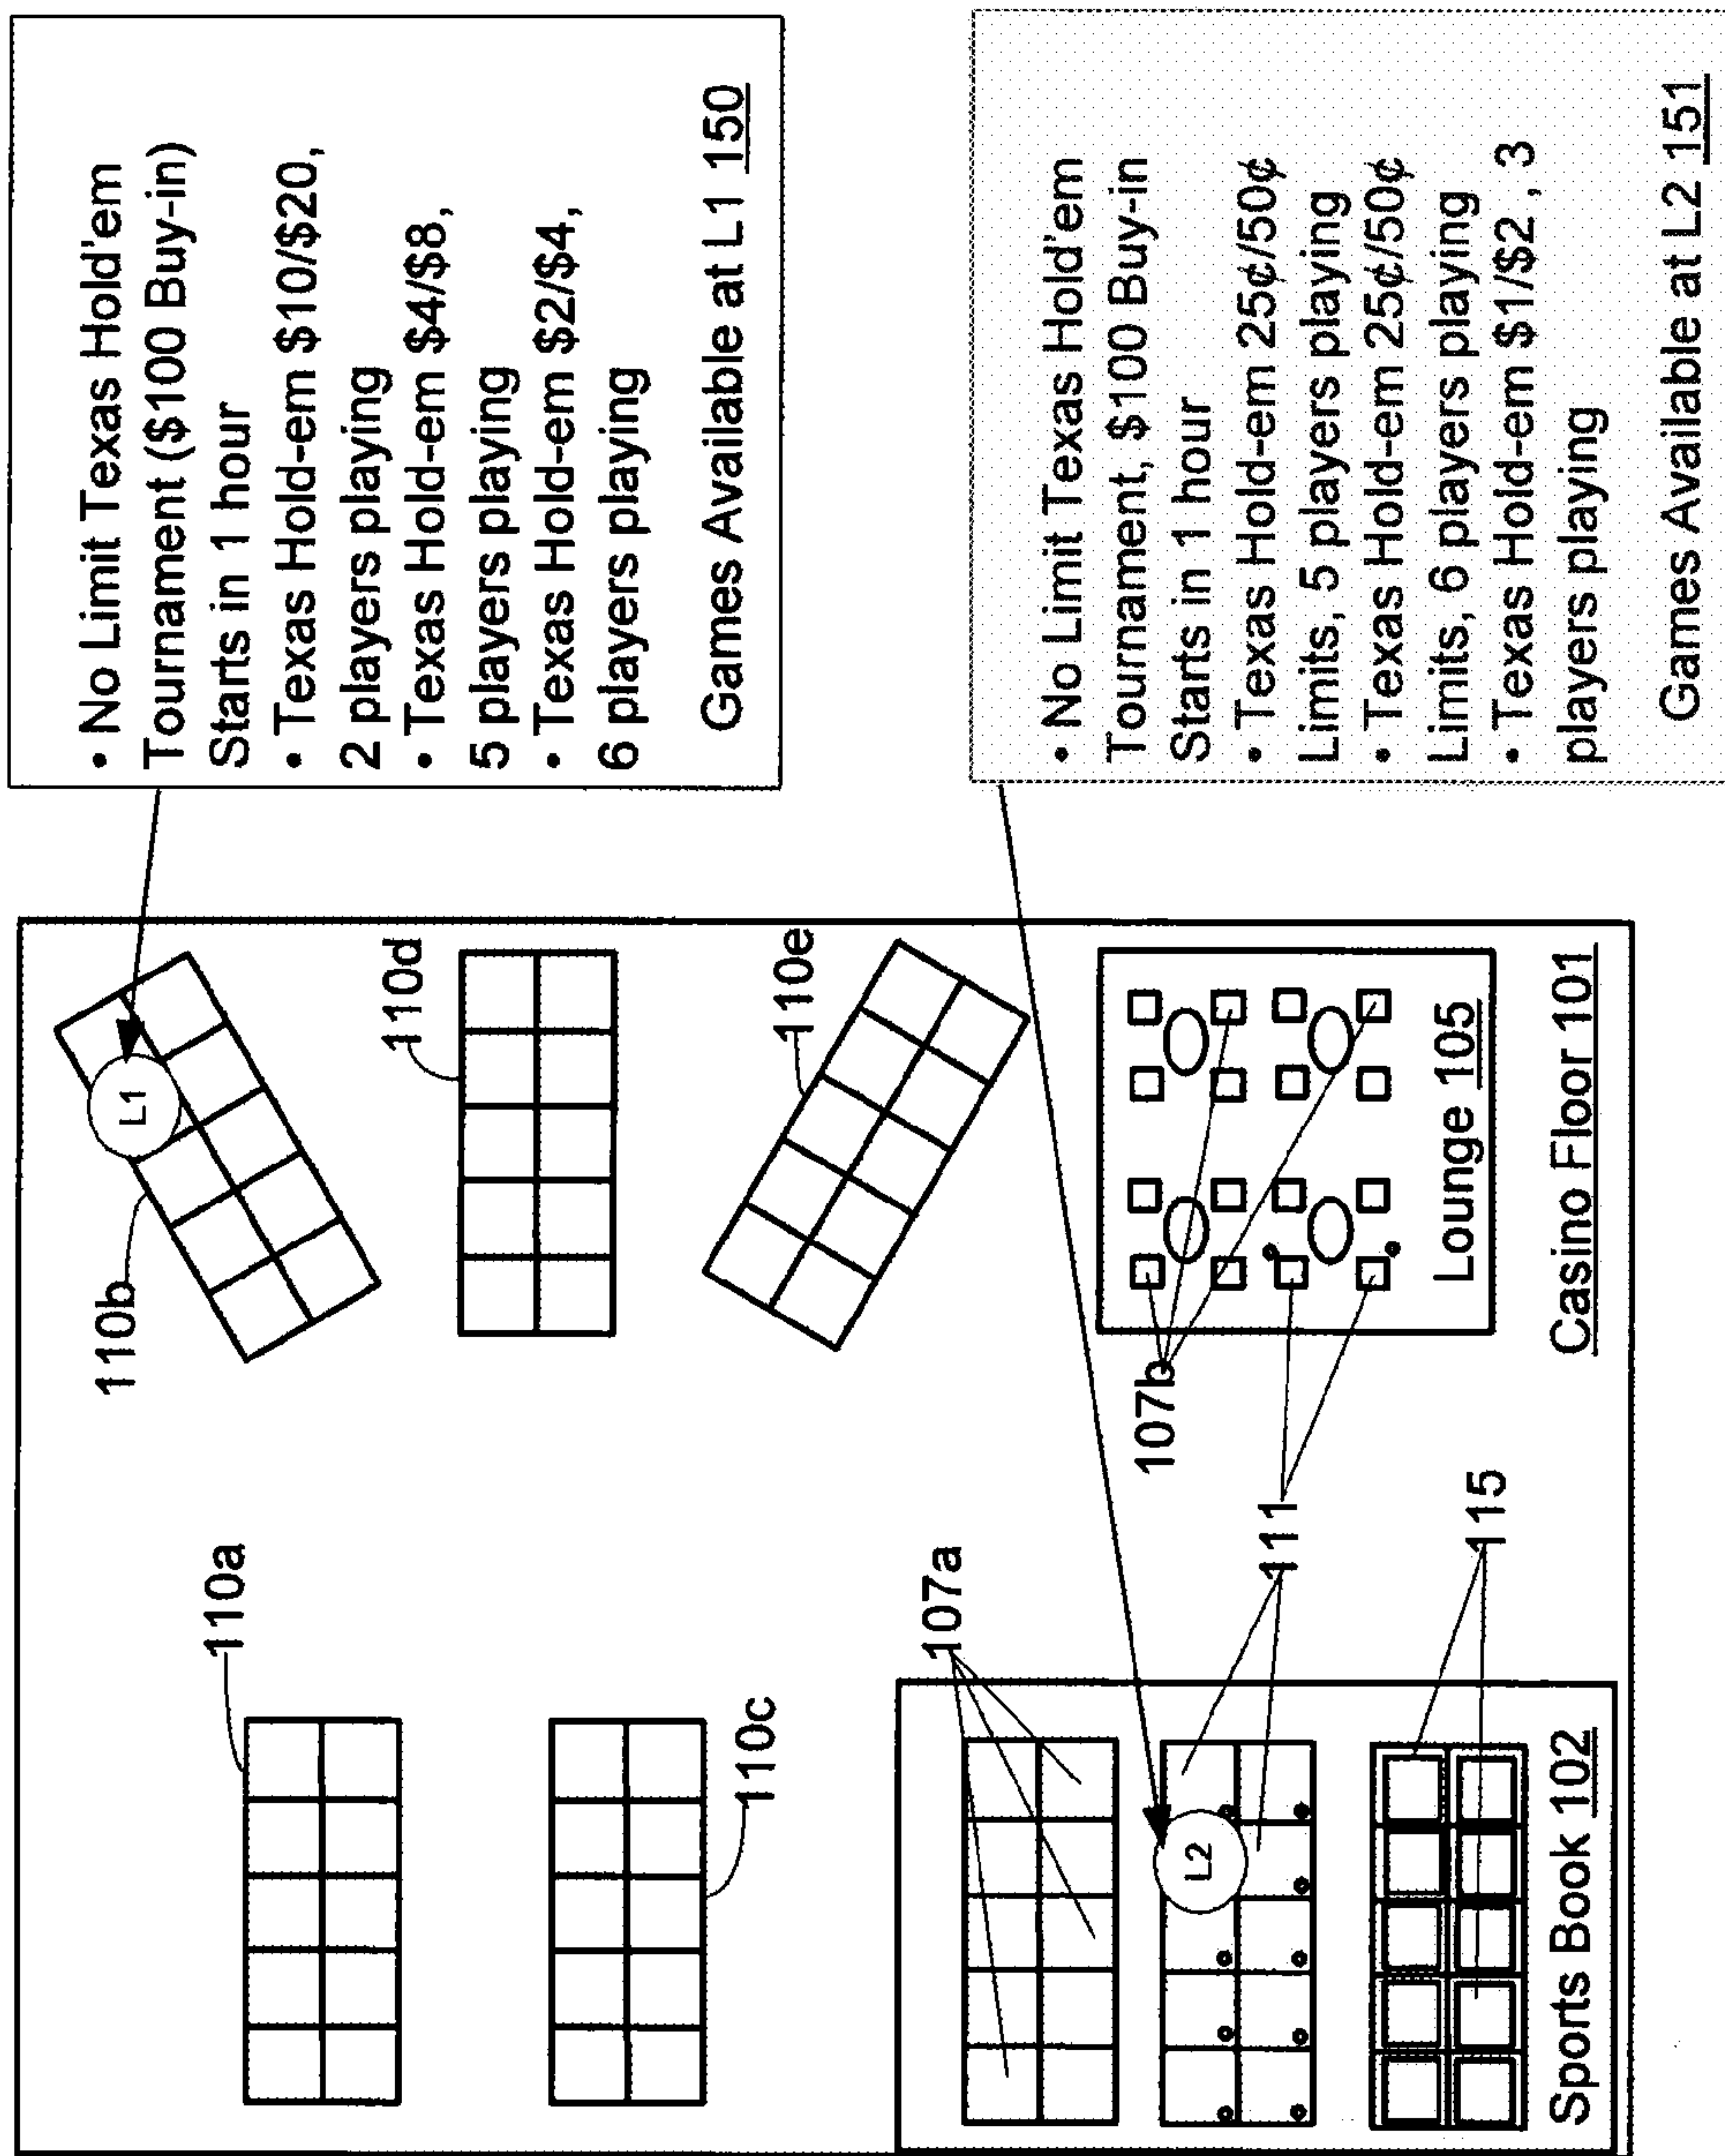 • No Limit Texas Hold'em
Tournament ($100 Buy-in)
Starts in 1 hour
• Texas Hold-em $10/$20,
2 players playing
• Texas Hold-em $4/$8,
5 players playing
• Texas Hold-em $2/$4,
6 players playing
Games Available at L1 150
• No Limit Texas Hold'em
Tournament, $100 Buy-in
Starts in 1 hour
• Texas Hold-em 25¢/50¢
Limits, 5 players playing
• Texas Hold-em 25¢/50¢
Limits, 6 players playing
• Texas Hold-em $1/$2 , 3
players playing
Games Available at L2 151
110a
110b
L1
110c
110d
110e
107a
L2
107b
111
115
Sports Book 102
Lounge 105
Casino Floor 101